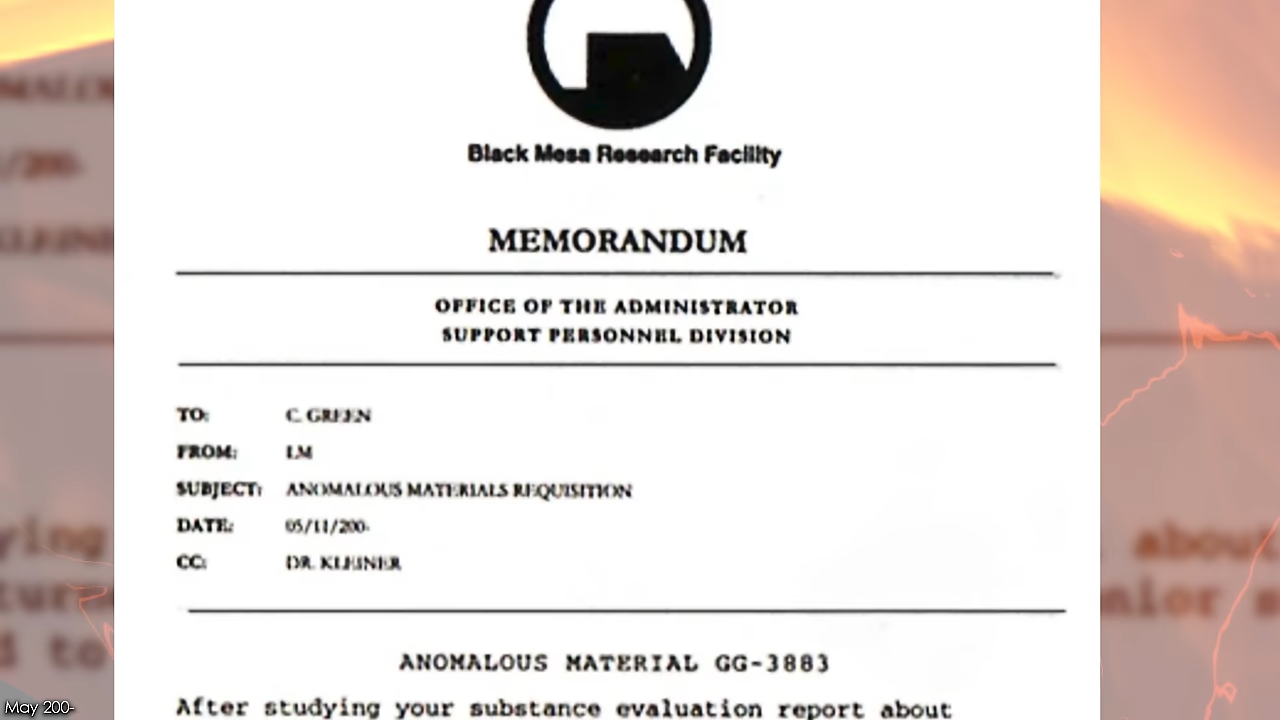 Black Mesa Research Facility
MEMORANDUM
OFFICE OF THE ADMINISTRATOR
SUPPORT PERSONNEL DIVISION
TO: C. GREEN
FROM: LM
SUBJECT: ANOMALOUS MATERIALS REQUISITION
DATE: 05/11/200-
CC: DR. KLEINER
ANOMALOUS MATERIAL GG-3883
After studying your substance evaluation report about
May 200-